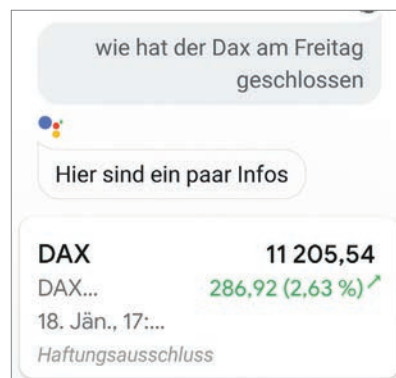 wie hat der Dax am Freitag
geschlossen
Hier sind ein paar Infos
DAX 11 205,54
DAX... 286,92 (2,63 %)
18. Jän., 17:...
Haftungsausschluss